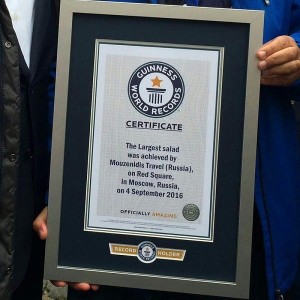 GUINNESS
WORLD RECORDS
CERTIFICATE
The Largest salad
was achieved by
Mouzenidis Travel (Russia),
on Red Square,
in Moscow, Russia,
on 4 September 2016
OFFICIALLY AMAZING
RECORD HOLDER